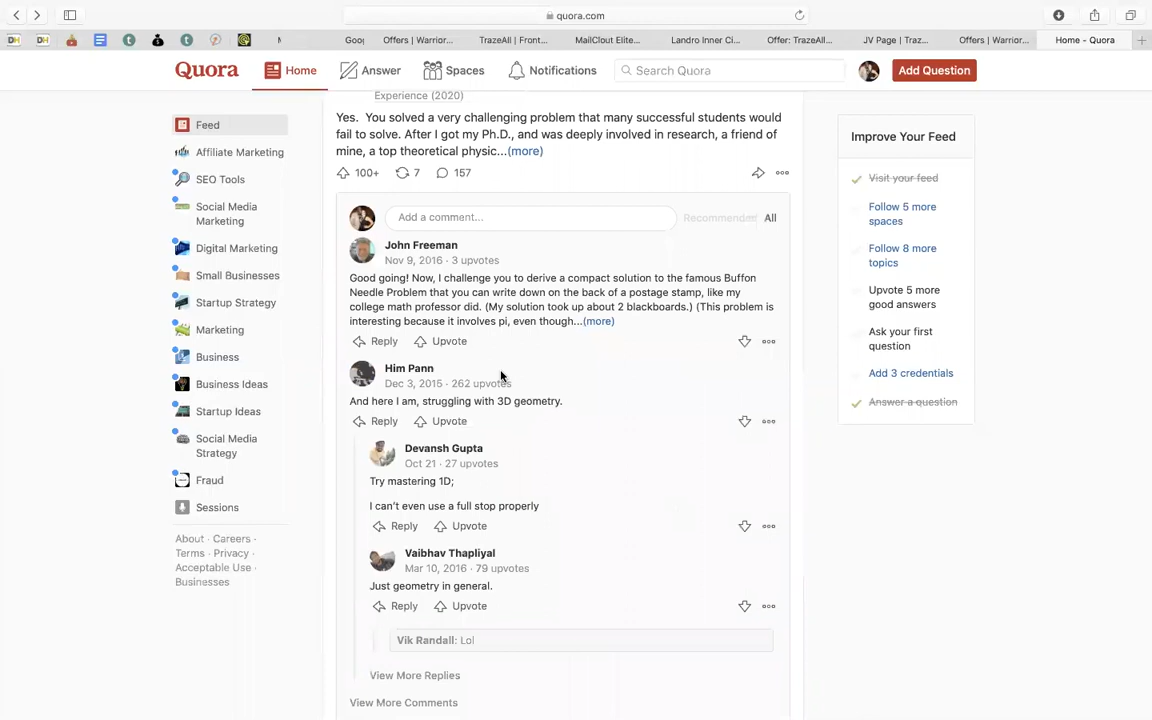 quora.com
Goo
Offers | Warrior...
TrazeAll | Front...
MailClout Elite...
Landro Inner Ci...
Offer: TrazeAll...
JV Page | Traz...
Offers | Warrior...
Home - Quora
Quora
Home
Answer
Spaces
Notifications
Search Quora
Add Question
Feed
Affiliate Marketing
SEO Tools
Social Media
Marketing
Digital Marketing
Small Businesses
Startup Strategy
Marketing
Business
Business Ideas
Startup Ideas
Social Media
Strategy
Fraud
Sessions
About · Careers ·
Terms · Privacy ·
Acceptable Use ·
Businesses
Experience (2020)
Yes. You solved a very challenging problem that many successful students would
fail to solve. After I got my Ph.D., and was deeply involved in research, a friend of
mine, a top theoretical physic...(more)
100+ 7 157
Add a comment...
Recommended All
John Freeman
Nov 9, 2016 · 3 upvotes
Good going! Now, I challenge you to derive a compact solution to the famous Buffon
Needle Problem that you can write down on the back of a postage stamp, like my
college math professor did. (My solution took up about 2 blackboards.) (This problem is
interesting because it involves pi, even though...(more)
Reply Upvote
Him Pann
Dec 3, 2015 · 262 upvotes
And here I am, struggling with 3D geometry.
Reply Upvote
Devansh Gupta
Oct 21 · 27 upvotes
Try mastering 1D;
I can't even use a full stop properly
Reply Upvote
Vaibhav Thapliyal
Mar 10, 2016 · 79 upvotes
Just geometry in general.
Reply Upvote
Vik Randall: Lol
View More Replies
View More Comments
Improve Your Feed
Visit your feed
Follow 5 more
spaces
Follow 8 more
topics
Upvote 5 more
good answers
Ask your first
question
Add 3 credentials
Answer a question